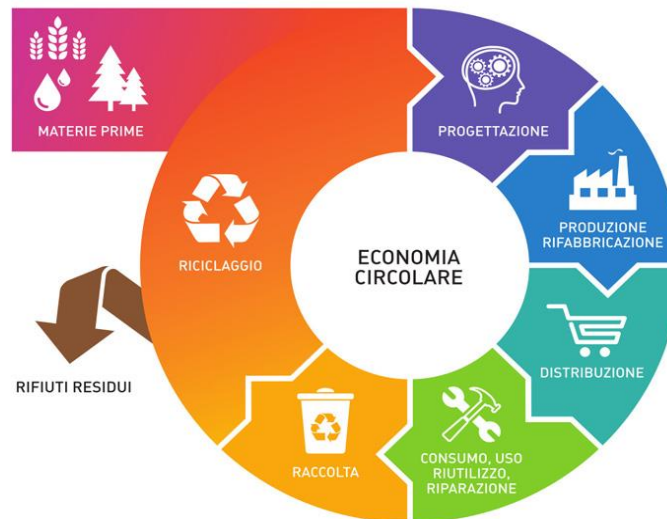 MATERIE PRIME
PROGETTAZIONE
PRODUZIONE
RIFABBRICAZIONE
DISTRIBUZIONE
CONSUMO, USO
RIUTILIZZO,
RIPARAZIONE
RACCOLTA
RICICLAGGIO
RIFIUTI RESIDUI
ECONOMIA
CIRCOLARE